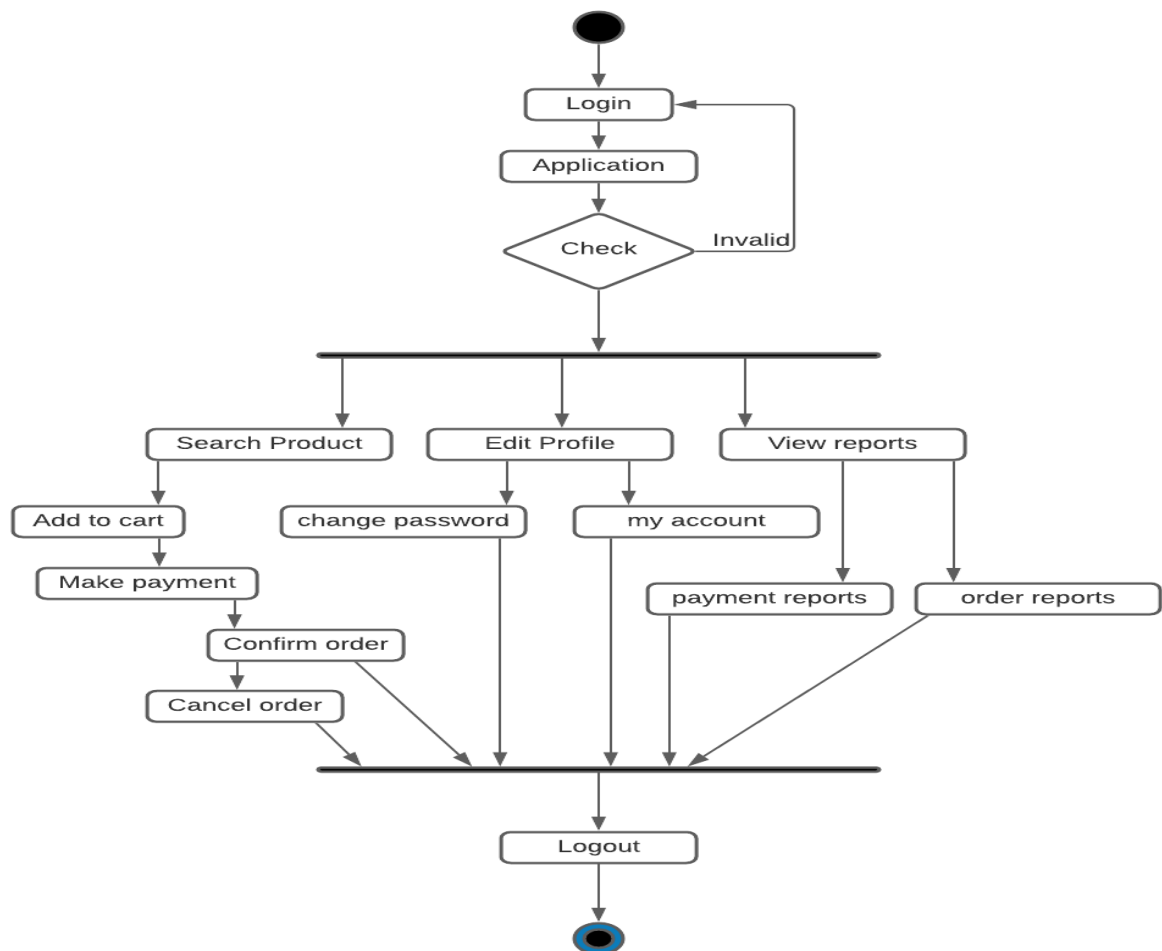 Login
Application
Check
Invalid
Search Product
Edit Profile
View reports
Add to cart
change password
my account
Make payment
payment reports
order reports
Confirm order
Cancel order
Logout